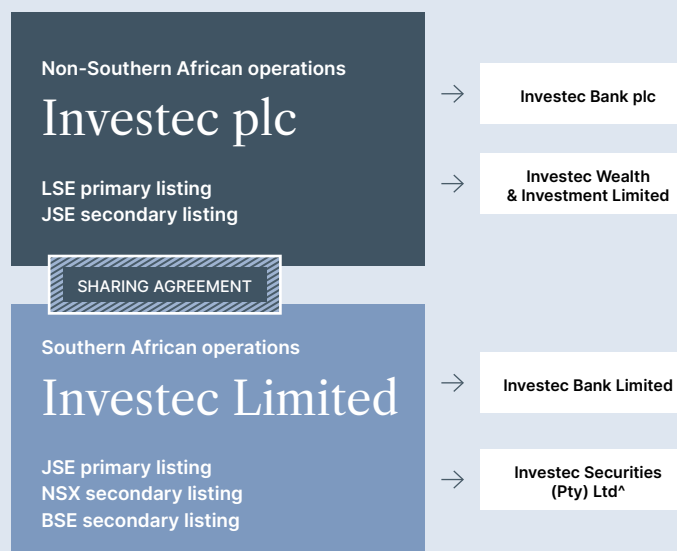 Non-Southern African operations
Investec plc
LSE primary listing
JSE secondary listing
Investec Bank plc
Investec Wealth
& Investment Limited
SHARING AGREEMENT
Southern African operations
Investec Limited
JSE primary listing
NSX secondary listing
BSE secondary listing
Investec Bank Limited
Investec Securities
(Pty) Ltd^